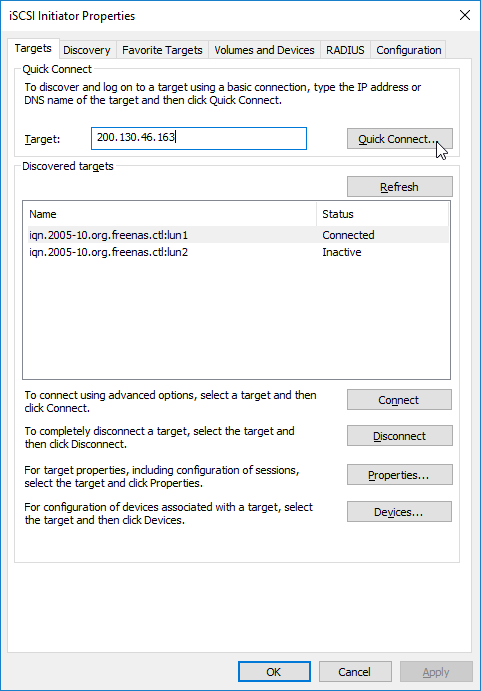 iSCSI Initiator Properties
Targets Discovery Favorite Targets Volumes and Devices RADIUS Configuration
Quick Connect
To discover and log on to a target using a basic connection, type the IP address or
DNS name of the target and then click Quick Connect.
Target: 200.130.46.163 Quick Connect...
Discovered targets
Refresh
Name Status
iqn.2005-10.org.freenas.ctl:lun1 Connected
iqn.2005-10.org.freenas.ctl:lun2 Inactive
To connect using advanced options, select a target and then
click Connect.
Connect
To completely disconnect a target, select the target and
then click Disconnect.
Disconnect
For target properties, including configuration of sessions,
select the target and click Properties.
Properties...
For configuration of devices associated with a target, select
the target and then click Devices.
Devices...
OK Cancel Apply